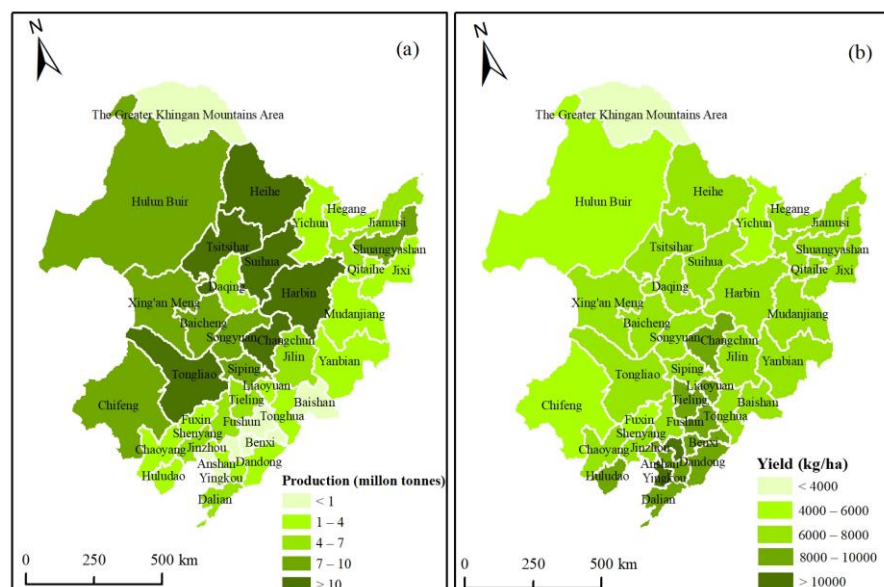 N
(a)
The Greater Khingan Mountains Area
Hulun Buir
Heihe
Hegang
Yichun
Jiamusi
Tsitsihar
Shuangyashan
Suihua
Qitaihe
Jixi
Daqing
Harbin
Xing'an Meng
Mudanjiang
Baicheng
Songyuan
Changchun
Jilin
Yanbian
Tongliao
Siping
Liaoyuan
Chifeng
Tieling
Baishan
Fuxin
Tonghua
Fushun
Shenyang
Chaoyang
Jinzhou
Benxi
Anshan
Dandong
Huludao
Yingkou
Dalian
Production (millon tonnes)
< 1
1 – 4
4 – 7
7 – 10
> 10
0 250 500 km
N
(b)
The Greater Khingan Mountains Area
Hulun Buir
Heihe
Hegang
Yichun
Jiamusi
Tsitsihar
Shuangyashan
Suihua
Qitaihe
Jixi
Daqing
Harbin
Xing'an Meng
Mudanjiang
Baicheng
Songyuan
Changchun
Jilin
Yanbian
Tongliao
Siping
Liaoyuan
Chifeng
Tieling
Baishan
Fuxin
Tonghua
Fushun
Shenyang
Chaoyang
Jinzhou
Benxi
Anshan
Dandong
Huludao
Yingkou
Dalian
Yield (kg/ha)
< 4000
4000 – 6000
6000 – 8000
8000 – 10000
> 10000
0 250 500 km